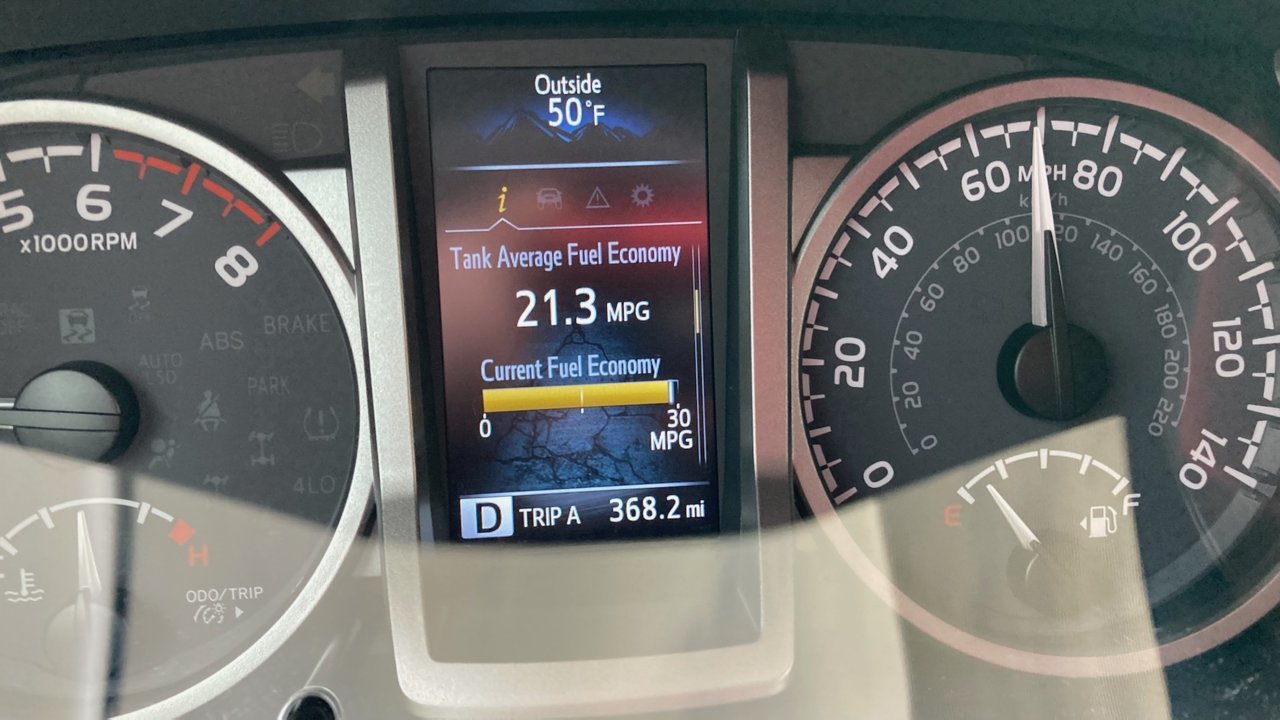 Outside
50°F
i
Tank Average Fuel Economy
21.3 MPG
Current Fuel Economy
0 30
MPG
D TRIP A 368.2 mi
5 6 7 8
x1000RPM
ABS
BRAKE
AUTO
LSD
PARK
4LO
H
ODO/TRIP
0 20 40 60 80 100 120 140
MPH
km/h
0 20 40 60 80 100 120 140 160 180 200 220
E F